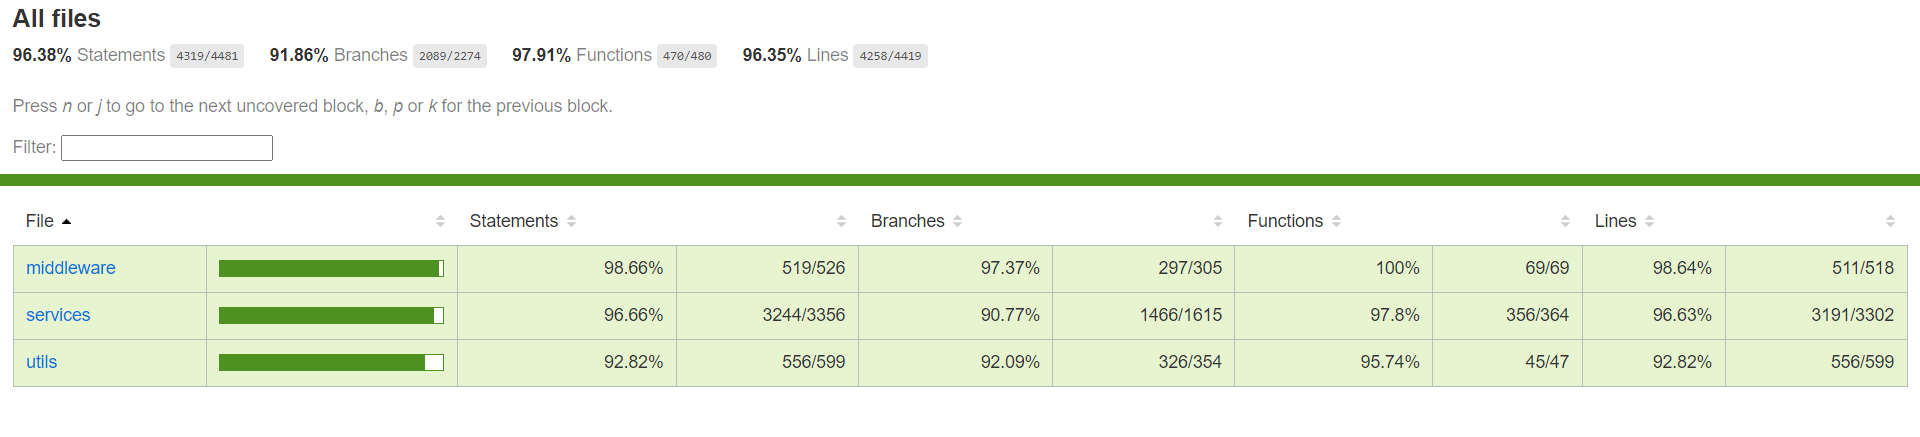 All files
96.38% Statements 4319/4481 91.86% Branches 2089/2274 97.91% Functions 470/480 96.35% Lines 4258/4419
Press n or j to go to the next uncovered block, b, p or k for the previous block.
Filter:
File Statements Branches Functions Lines
middleware 98.66% 519/526 97.37% 297/305 100% 69/69 98.64% 511/518
services 96.66% 3244/3356 90.77% 1466/1615 97.8% 356/364 96.63% 3191/3302
utils 92.82% 556/599 92.09% 326/354 95.74% 45/47 92.82% 556/599